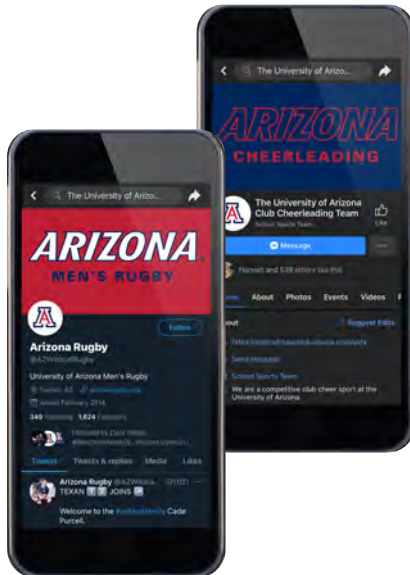 The University of Arizo...
ARIZONA
MEN'S RUGBY
A
Follow
Arizona Rugby
@AZWildcatRugby
University of Arizona Men's Rugby
Joined February 2014
349 Following 1,624 Followers
Tweets Tweets & replies Media Likes
Arizona Rugby @AZWildca...
TEXAN JOINS
Welcome to the Cade
Purcell.
The University of Arizo...
ARIZONA
CHEERLEADING
A
The University of Arizona
Club Cheerleading Team
School Sports Team
Like
Message
Hannah and 538 others like this
About Photos Events Videos
Suggest Edits
Send Message
School Sports Team
We are a competitive club cheer sport at the
University of Arizona